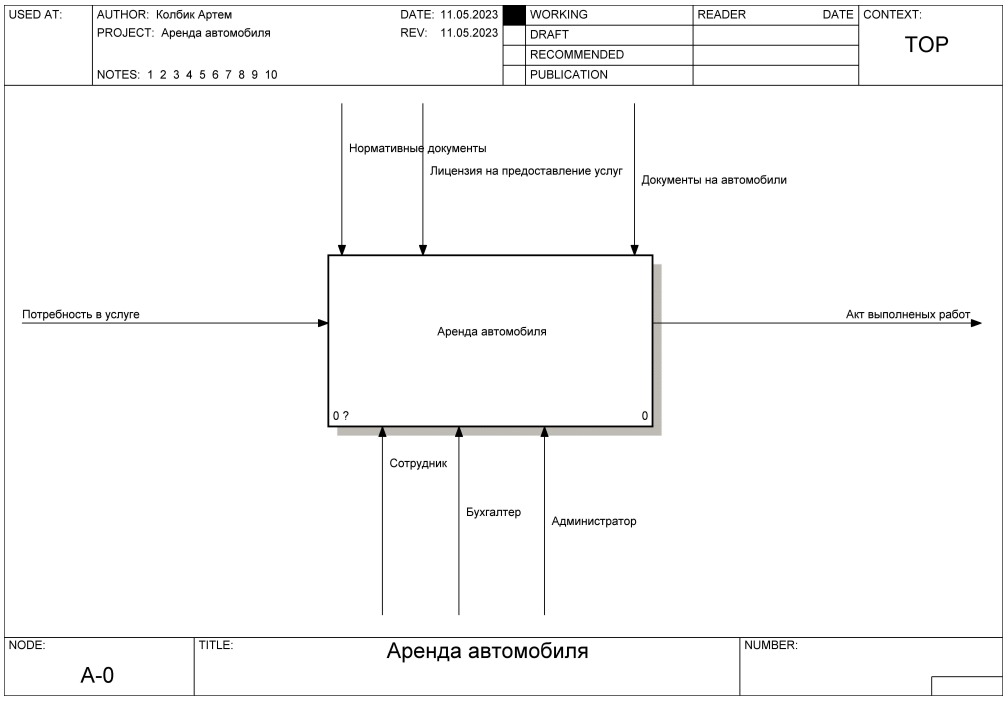 USED AT:
AUTHOR: Колбик Артем
DATE: 11.05.2023
PROJECT: Аренда автомобиля
REV: 11.05.2023
NOTES: 1 2 3 4 5 6 7 8 9 10
WORKING
DRAFT
RECOMMENDED
PUBLICATION
READER DATE
CONTEXT:
TOP
Нормативные документы
Лицензия на предоставление услуг
Документы на автомобили
Потребность в услуге
Аренда автомобиля
Акт выполненых работ
0 ?
0
Сотрудник
Бухгалтер
Администратор
NODE:
A-0
TITLE:
Аренда автомобиля
NUMBER: